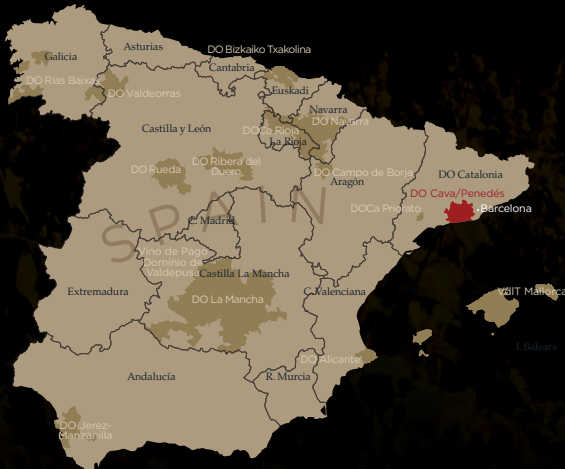 Asturias
DO Bizkaiko Txakolina
Galicia
Cantabria
DO Rías Baixas
Euskadi
DO Valdeorras
Navarra
DO Navarra
Castilla y León
DOCa Rioja
La Rioja
DO Rueda
DO Ribera del
Duero
DO Campo de Borja
Aragón
DO Catalonia
DO Cava/Penedés
DOCa Priorato
Barcelona
SPAIN
C. Madrid
Vino de Pago
Dominio de
Valdepusa
Castilla La Mancha
Extremadura
DO La Mancha
C.Valenciana
VdIT Mallorca
I. Balears
DO Alicante
Andalucía
R. Murcia
DO Jerez-
Manzanilla